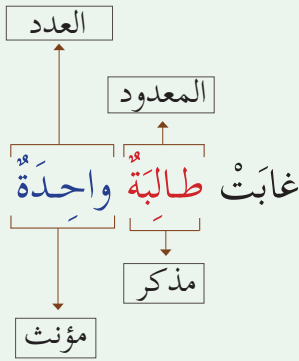 العدد
المعدود
غابَتْ طالِبَةٌ واحِدَةٌ
مذكر
مؤنث